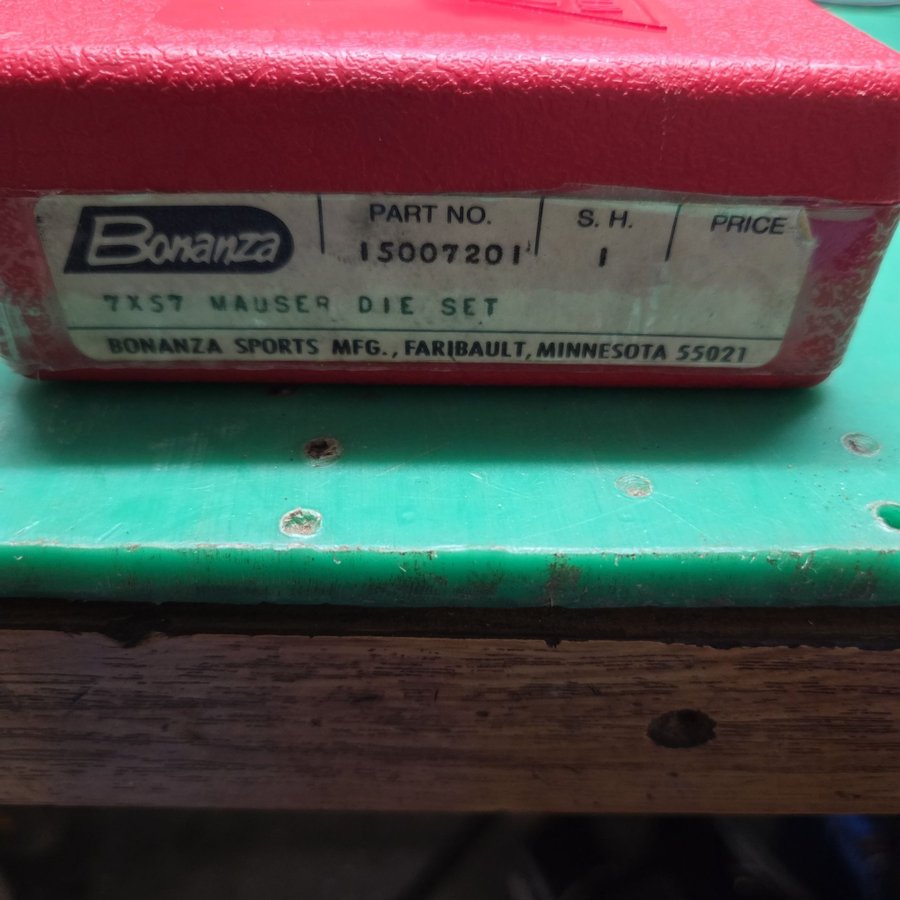 Bonanza
PART NO. S. H. PRICE
15007201 1
7X57 MAUSER DIE SET
BONANZA SPORTS MFG., FARIBAULT, MINNESOTA 55021